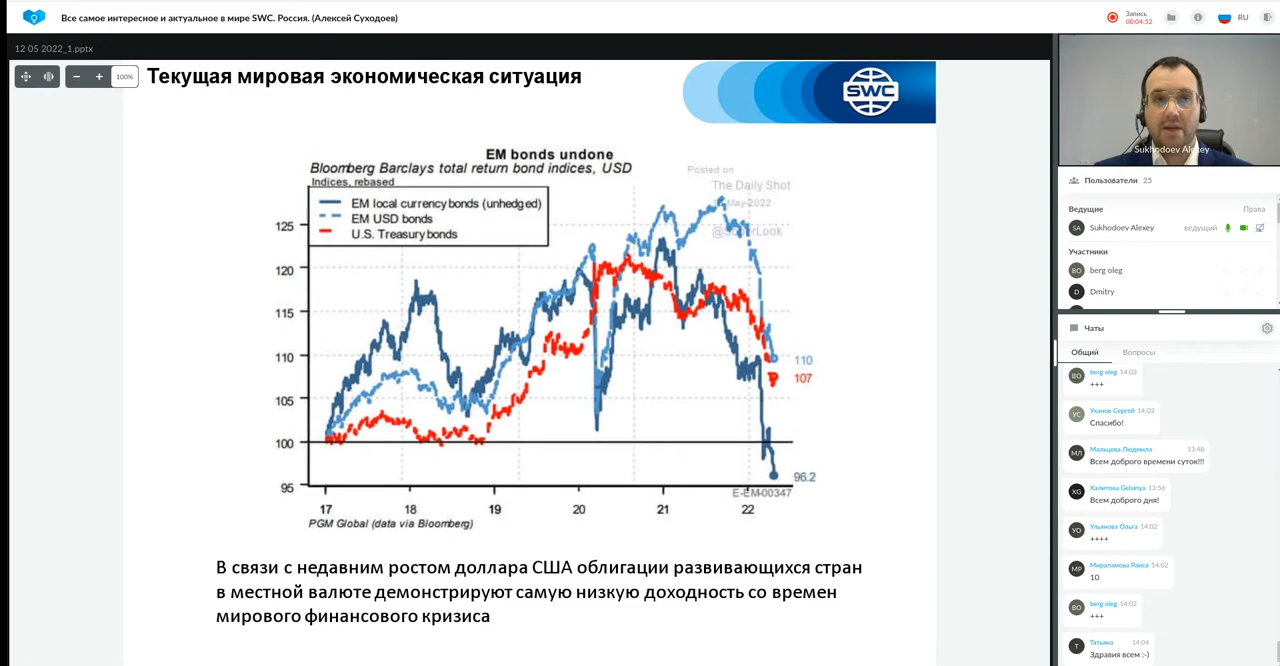 Все самое интересное и актуальное в мире SWC. Россия. (Алексей Суходоев)
Запись
00:04:52
RU
12 05 2022_1.pptx
100%
Текущая мировая экономическая ситуация
SWC
EM bonds undone
Bloomberg Barclays total return bond indices, USD
Indices, rebased
Posted on
The Daily Shot
May-2022
EM local currency bonds (unhedged)
EM USD bonds
U.S. Treasury bonds
125
120
115
110
105
100
95
110
107
96.2
E-EM-00347
17
18
19
20
21
22
PGM Global (data via Bloomberg)
В связи с недавним ростом доллара США облигации развивающихся стран
в местной валюте демонстрируют самую низкую доходность со времен
мирового финансового кризиса
Sukhodoev Alexey
Пользователи 25
Ведущие Права
SA Sukhodoev Alexey ведущий
Участники
BO berg oleg
D Dmitry
Чаты
Общий Вопросы
BO berg oleg 14:03
+++
УС Уханов Сергей 14:03
Спасибо!
МЛ Мальцева Людмила 13:48
Всем доброго времени суток!!!
XG Халитова Gelsinya 13:56
Всем доброго дня!
УО Ульянова Ольга 14:02
++++
МР Мирапанова Раиса 14:02
10
BO berg oleg 14:02
+++
Т Татьяна 14:04
Здравия всем :-)